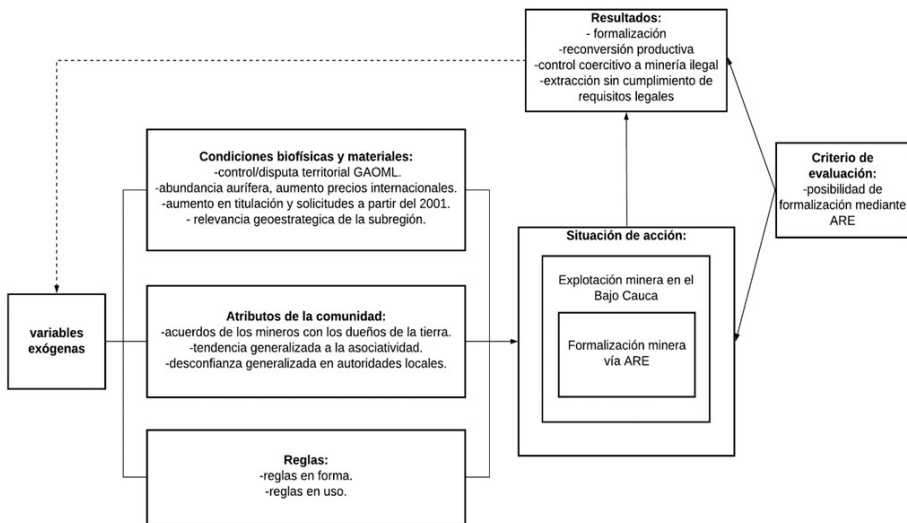 Resultados:
- formalización
-reconversión productiva
-control coercitivo a minería ilegal
-extracción sin cumplimiento de
requisitos legales
Condiciones biofísicas y materiales:
-control/disputa territorial GAOML.
-abundancia aurífera, aumento precios internacionales.
-aumento en titulación y solicitudes a partir del 2001.
- relevancia geoestrategica de la subregión.
Criterio de
evaluación:
-posibilidad de
formalización mediante
ARE
Situación de acción:
Explotación minera en el
Bajo Cauca
Formalización minera
vía ARE
variables
exógenas
Atributos de la comunidad:
-acuerdos de los mineros con los dueños de la tierra.
-tendencia generalizada a la asociatividad.
-desconfianza generalizada en autoridades locales.
Reglas:
-reglas en forma.
-reglas en uso.